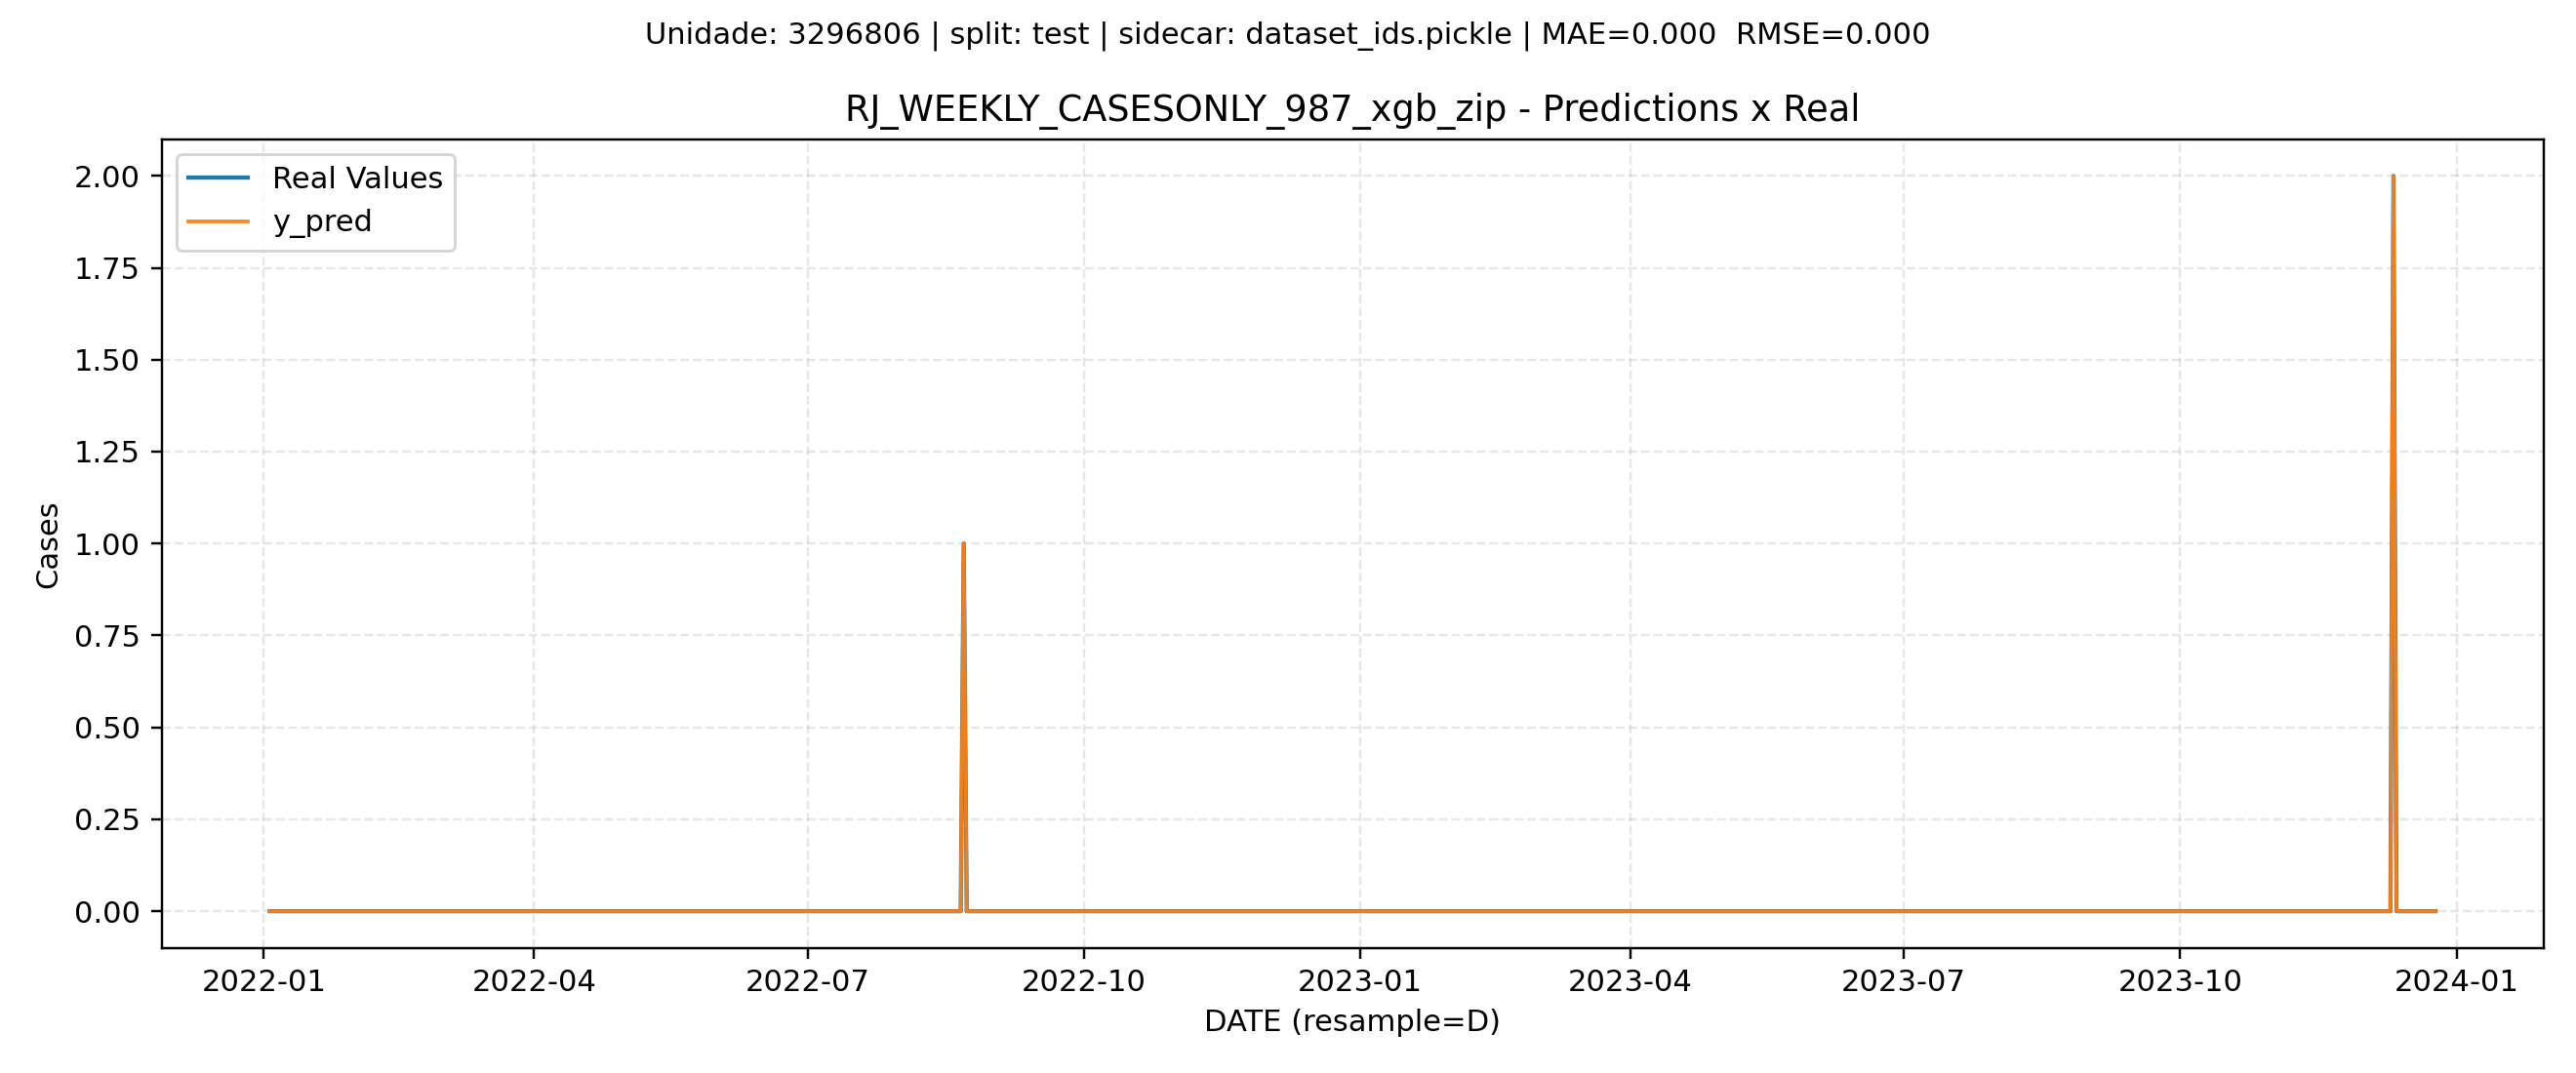 Unidade: 3296806 | split: test | sidecar: dataset_ids.pickle | MAE=0.000  RMSE=0.000
RJ_WEEKLY_CASESONLY_987_xgb_zip - Predictions x Real
Real Values
y_pred
2.00
1.75
1.50
1.25
1.00
0.75
0.50
0.25
0.00
Cases
2022-01 2022-04 2022-07 2022-10 2023-01 2023-04 2023-07 2023-10 2024-01
DATE (resample=D)